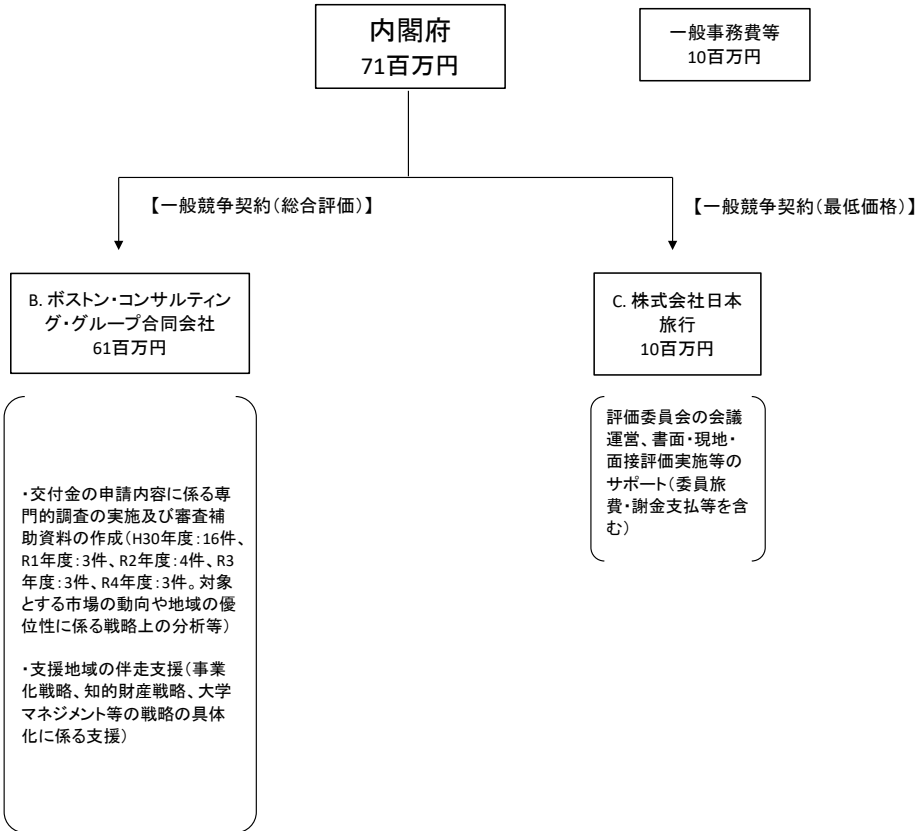 内閣府
71百万円
一般事務費等
10百万円
【一般競争契約（総合評価）】
【一般競争契約（最低価格）】
B. ボストン・コンサルティン
グ・グループ合同会社
61百万円
C. 株式会社日本
旅行
10百万円
・交付金の申請内容に係る専
門的調査の実施及び審査補
助資料の作成（H30年度：16件、
R1年度：3件、R2年度：4件、R3
年度：3件、R4年度：3件。対象
とする市場の動向や地域の優
位性に係る戦略上の分析等）
・支援地域の伴走支援（事業
化戦略、知的財産戦略、大学
マネジメント等の戦略の具体
化に係る支援）
評価委員会の会議
運営、書面・現地・
面接評価実施等の
サポート（委員旅
費・謝金支払等を含
む）